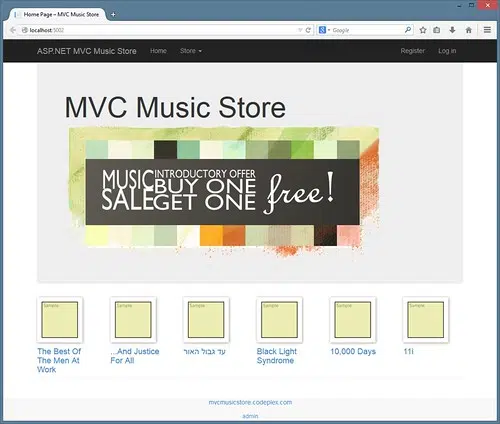 Home Page – MVC Music Store
localhost:5002
Google
ASP.NET MVC Music Store Home Store Register Log in
MVC Music Store
MUSIC SALE
INTRODUCTORY OFFER
BUY ONE
GET ONE
free!
Sample Sample Sample Sample Sample Sample
The Best Of
The Men At
Work
...And Justice
For All
עד גבול האור
Black Light
Syndrome
10,000 Days
11i
mvcmusicstore.codeplex.com
admin